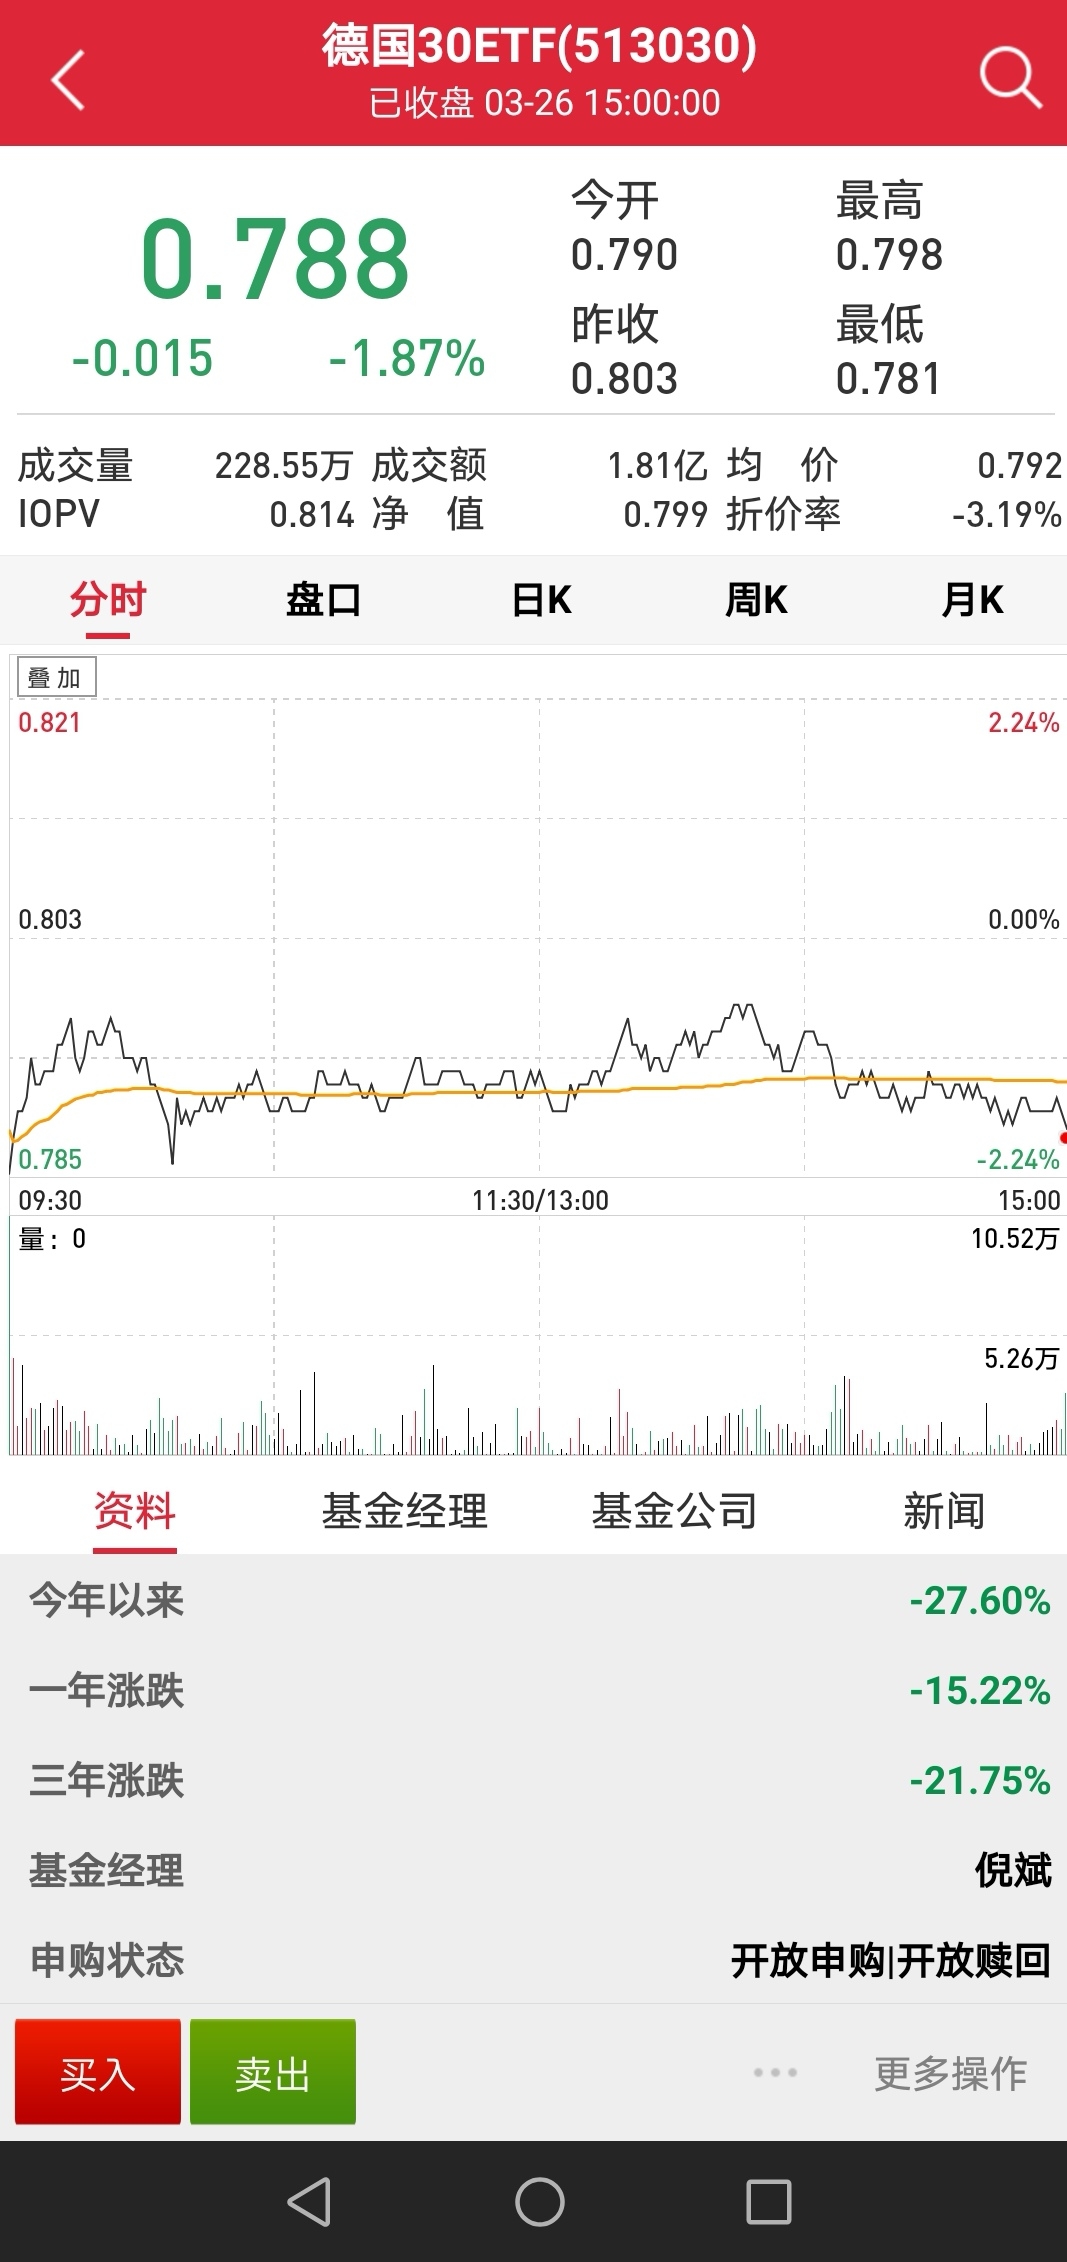 德国30ETF(513030)
已收盘 03-26 15:00:00
0.788
-0.015 -1.87%
今开 最高
0.790 0.798
昨收 最低
0.803 0.781
成交量 228.55万 成交额 1.81亿 均 价 0.792
IOPV 0.814 净 值 0.799 折价率 -3.19%
分时 盘口 日K 周K 月K
叠加
0.821 2.24%
0.803 0.00%
0.785 -2.24%
09:30 11:30/13:00 15:00
量: 0 10.52万
5.26万
资料 基金经理 基金公司 新闻
今年以来 -27.60%
一年涨跌 -15.22%
三年涨跌 -21.75%
基金经理 倪斌
申购状态 开放申购|开放赎回
买入 卖出 更多操作